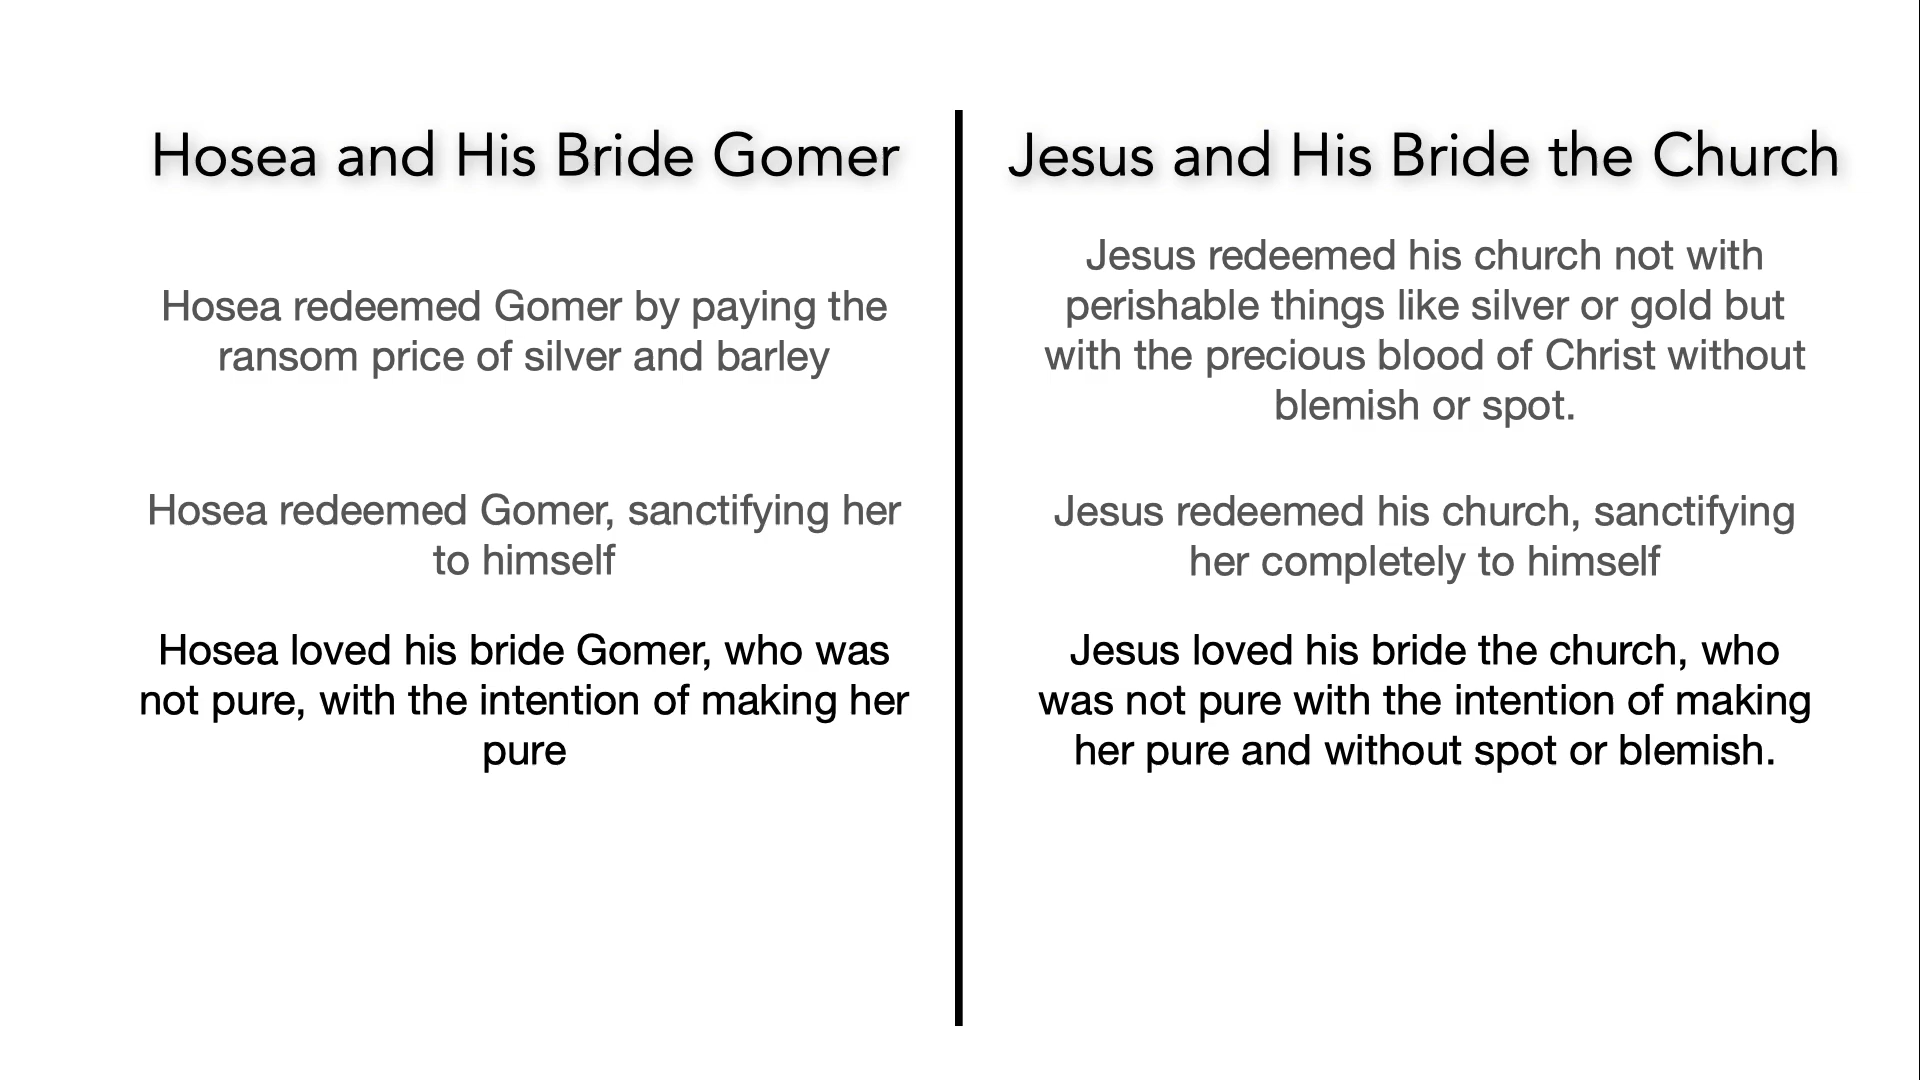 Hosea and His Bride Gomer
Hosea redeemed Gomer by paying the
ransom price of silver and barley
Hosea redeemed Gomer, sanctifying her
to himself
Hosea loved his bride Gomer, who was
not pure, with the intention of making her
pure
Jesus and His Bride the Church
Jesus redeemed his church not with
perishable things like silver or gold but
with the precious blood of Christ without
blemish or spot.
Jesus redeemed his church, sanctifying
her completely to himself
Jesus loved his bride the church, who
was not pure with the intention of making
her pure and without spot or blemish.